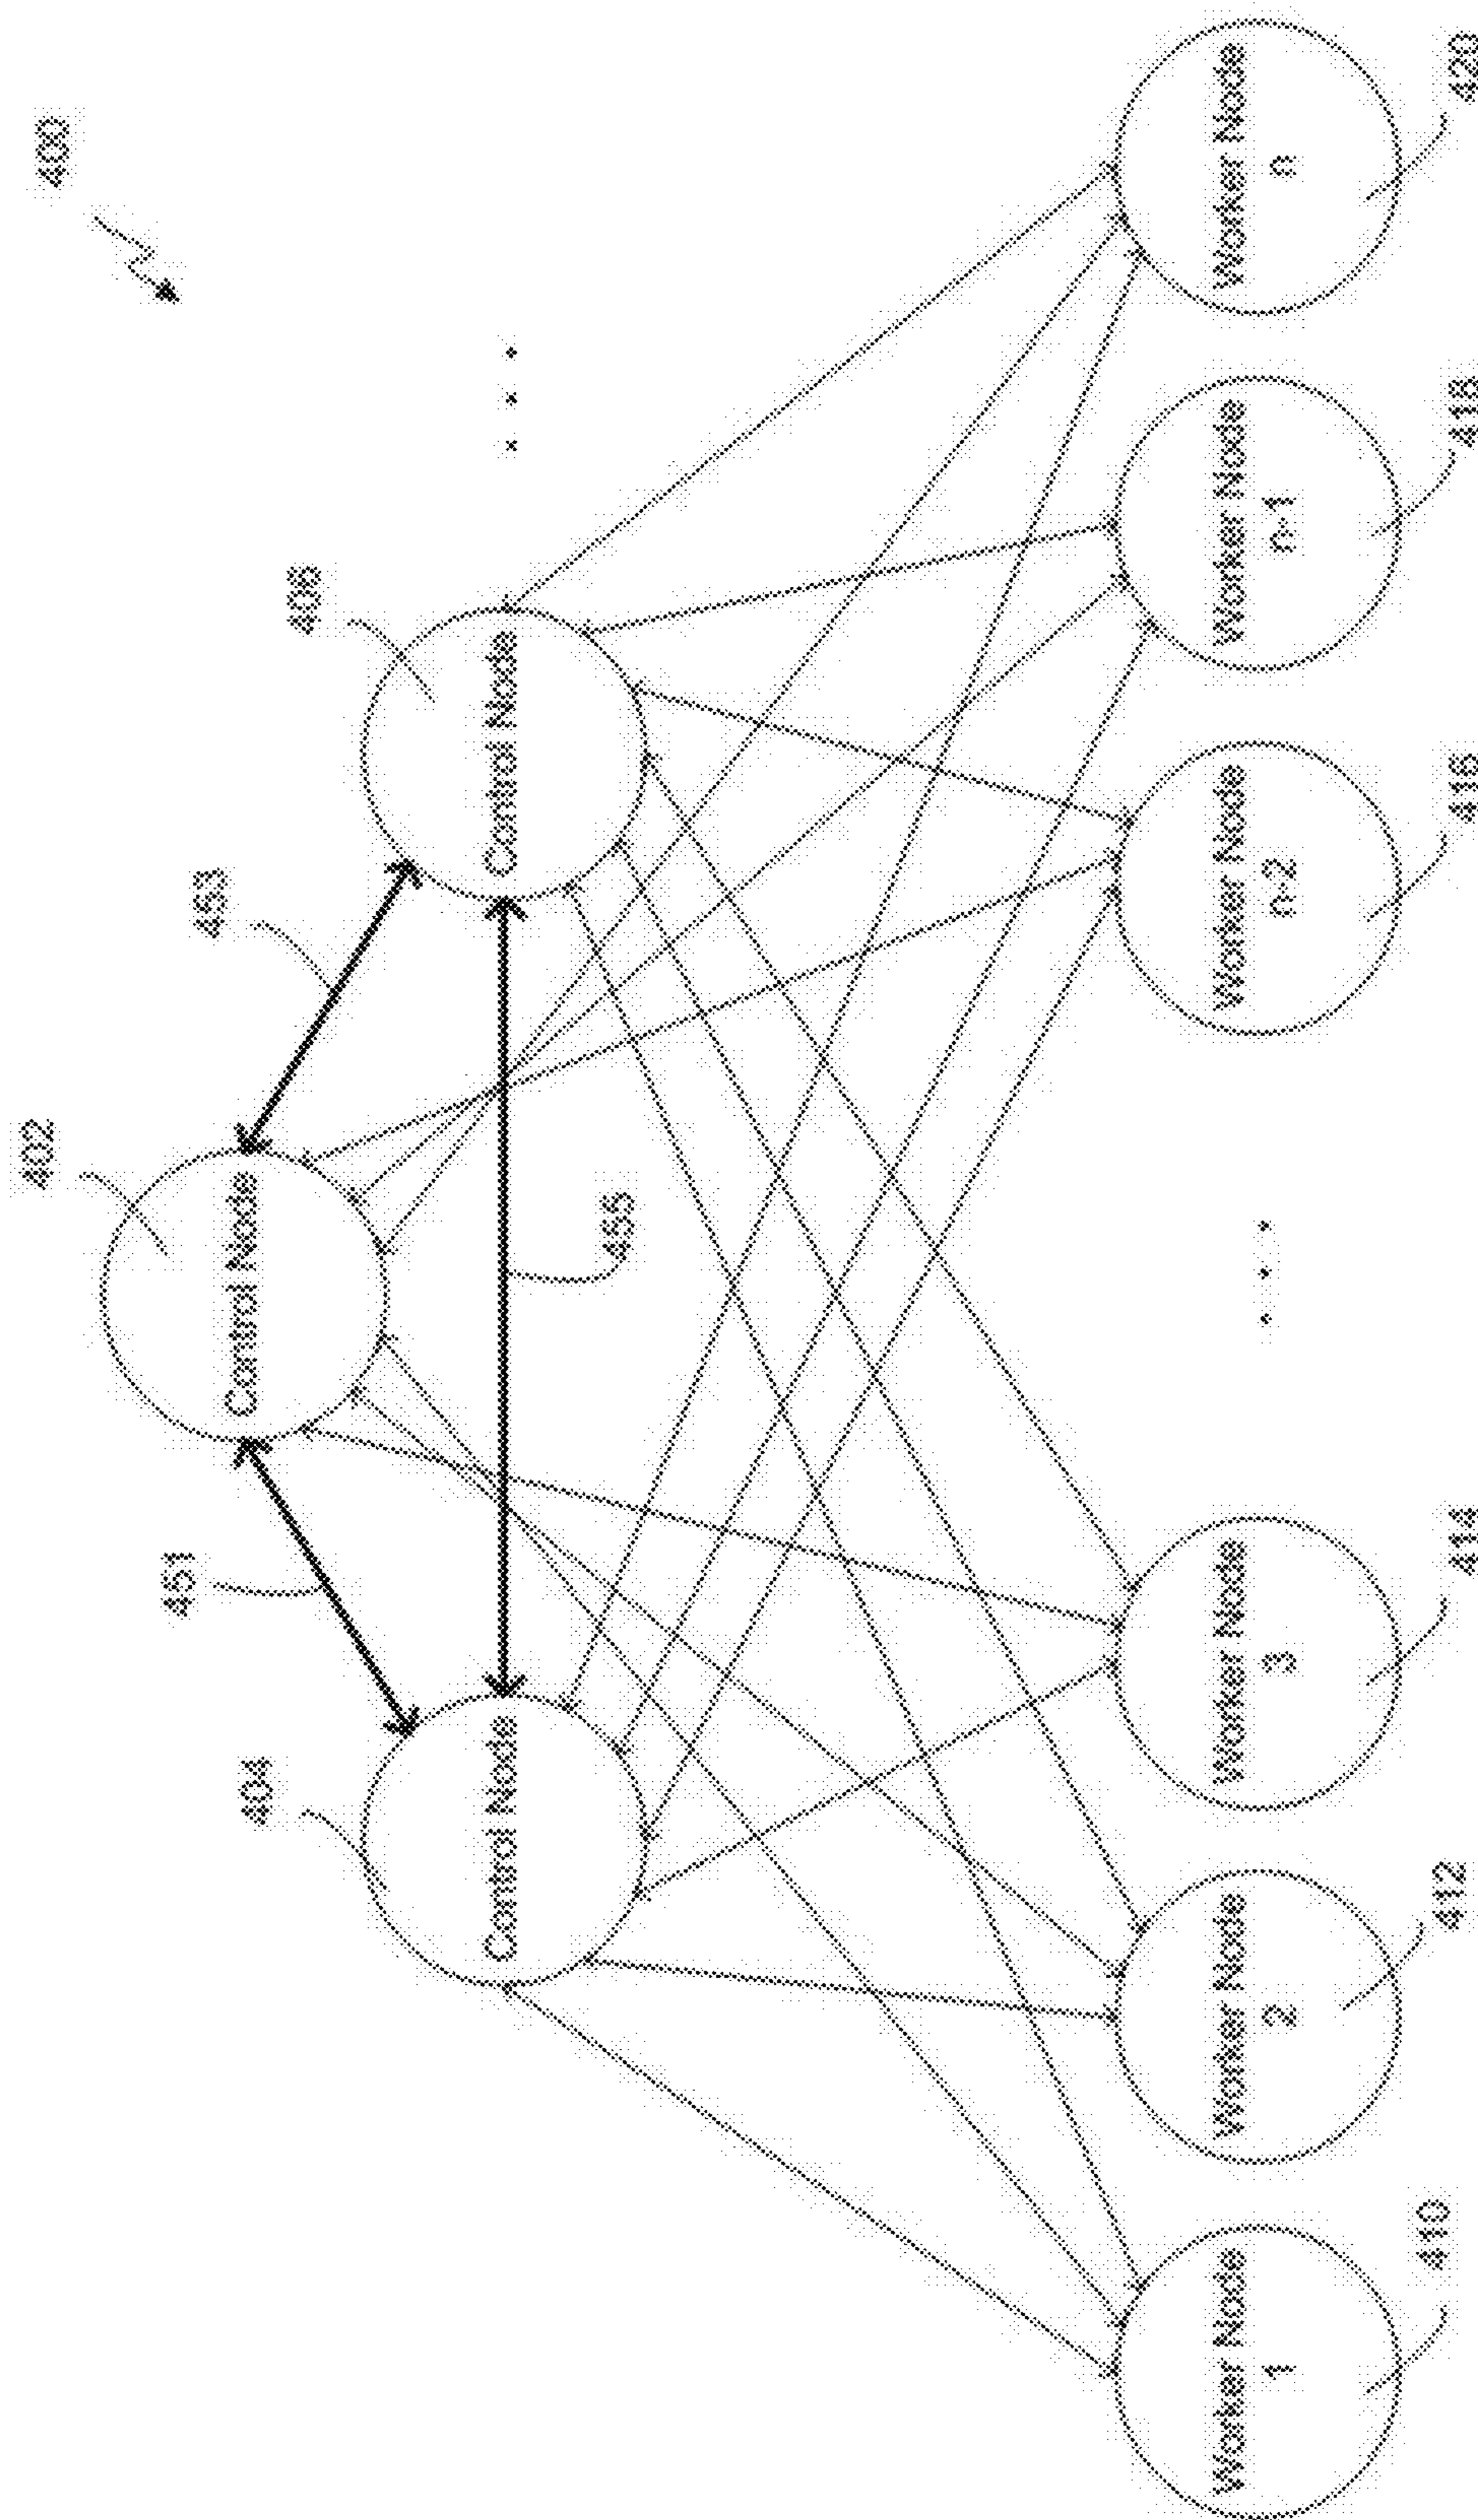 400
402
Control Node
451
453
404
Control Node
455
406
Control Node
. . .
Worker Node
1
410
Worker Node
2
412
Worker Node
3
414
. . .
Worker Node
n-2
416
Worker Node
n-1
418
Worker Node
n
420